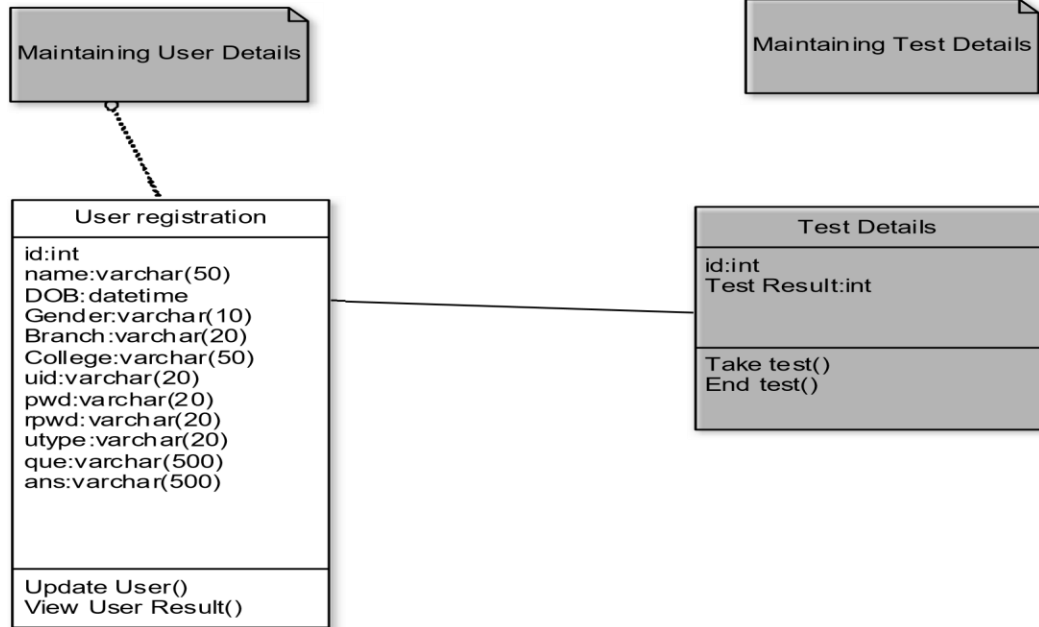 Maintaining User Details
Maintaining Test Details
User registration
id:int
name:varchar(50)
DOB:datetime
Gender:varchar(10)
Branch:varchar(20)
College:varchar(50)
uid:varchar(20)
pwd:varchar(20)
rpwd:varchar(20)
utype:varchar(20)
que:varchar(500)
ans:varchar(500)
Update User()
View User Result()
Test Details
id:int
Test Result:int
Take test()
End test()